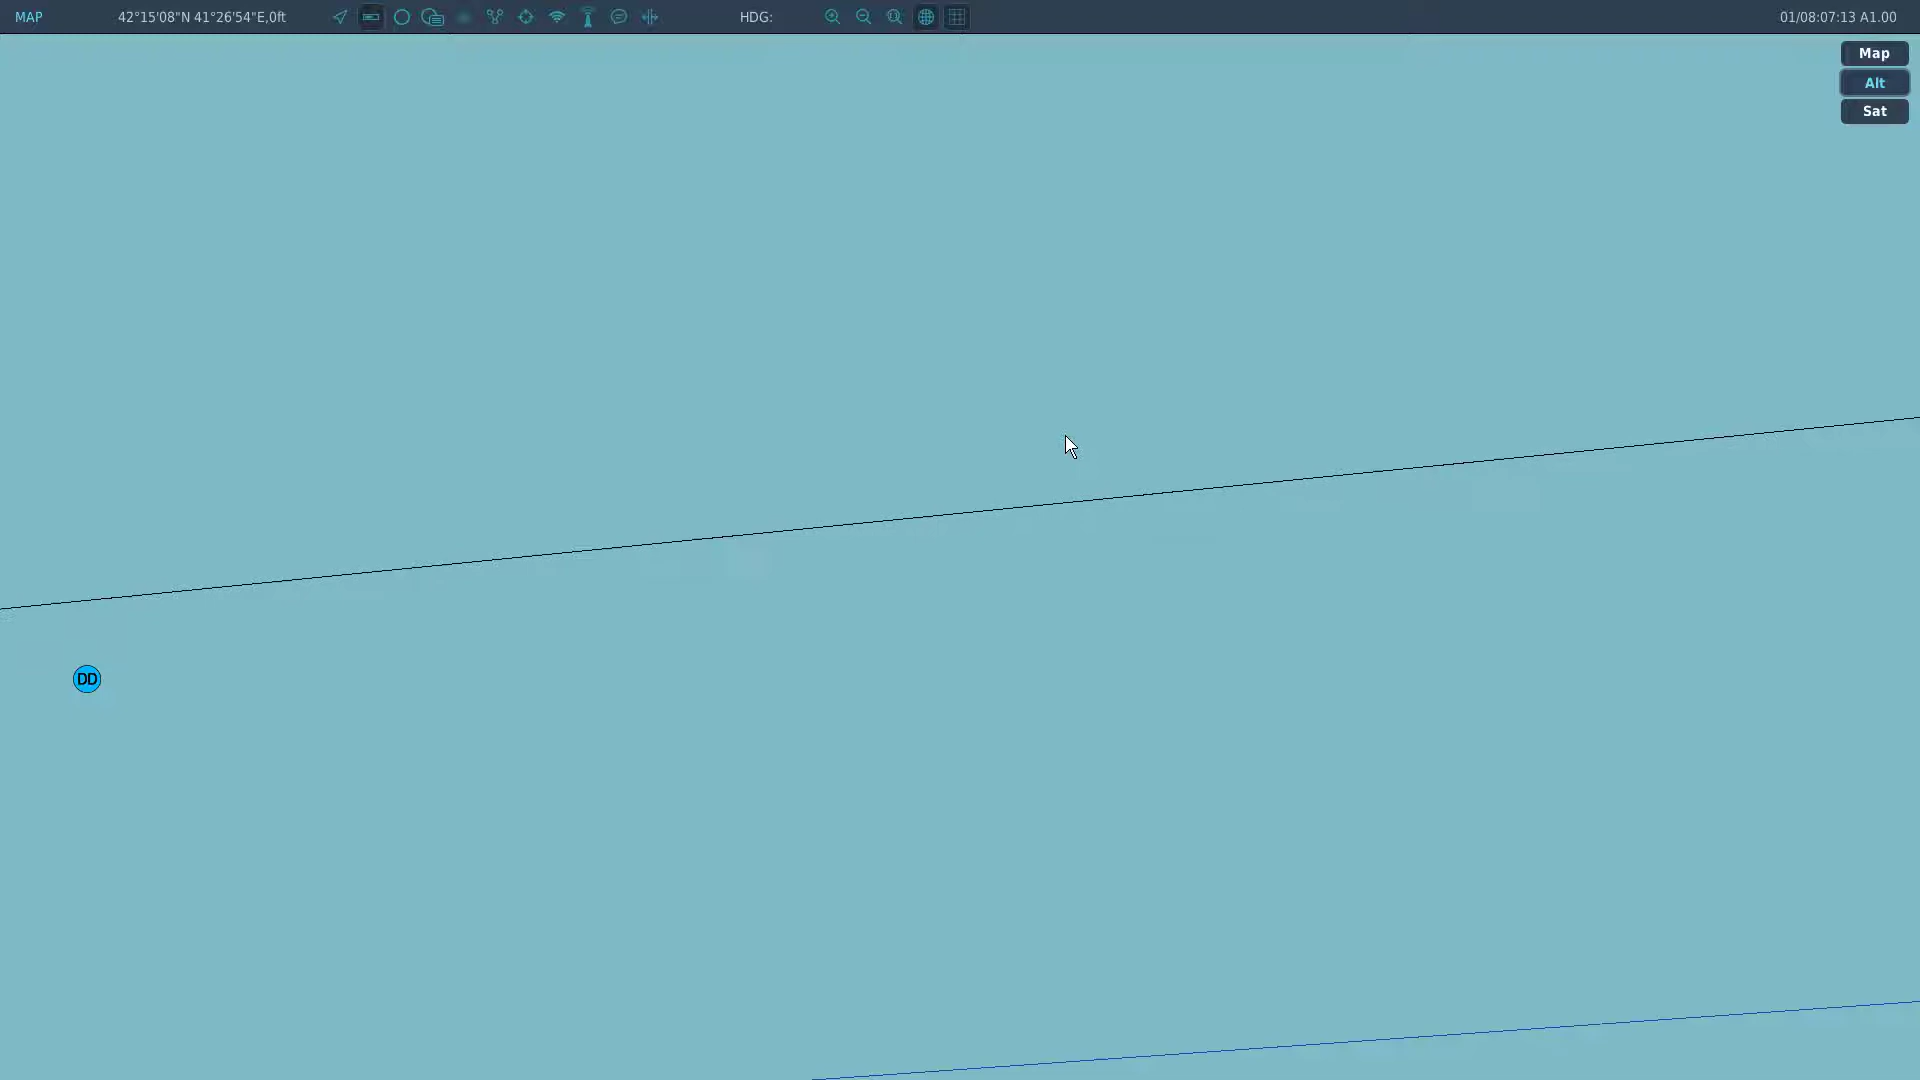 MAP 42°15'08"N 41°26'54"E,0ft HDG: 01/08:07:13 A1.00
Map
Alt
Sat
DD